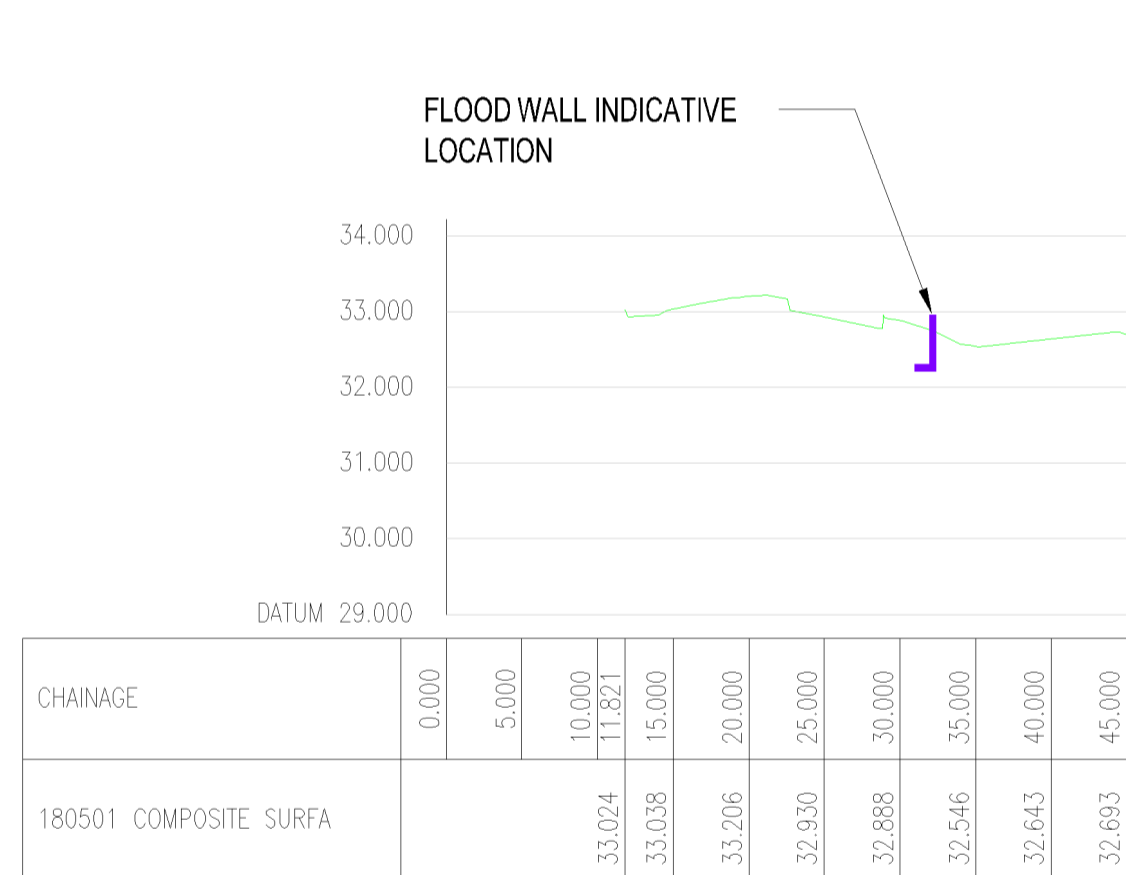 FLOOD WALL INDICATIVE
LOCATION
34.000
33.000
32.000
31.000
30.000
DATUM 29.000
CHAINAGE 0.000 5.000 10.000 11.821 15.000 20.000 25.000 30.000 35.000 40.000 45.000
180501 COMPOSITE SURFA 33.024 33.038 33.206 32.930 32.888 32.546 32.643 32.693